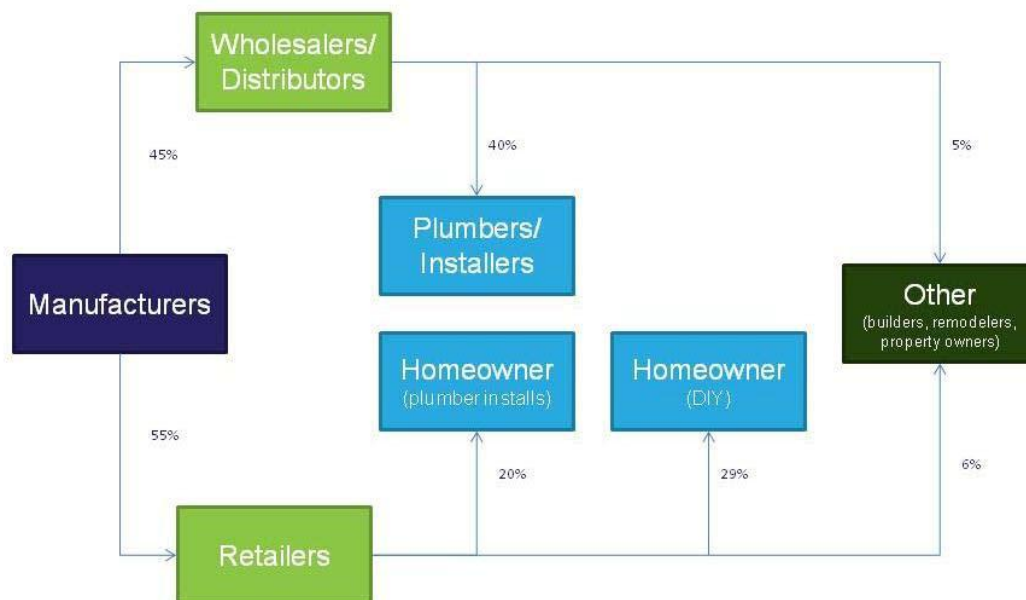 Wholesalers/
Distributors
45%
40%
5%
Plumbers/
Installers
Manufacturers
Other
(builders, remodelers,
property owners)
Homeowner
(plumber installs)
Homeowner
(DIY)
55%
20%
29%
6%
Retailers